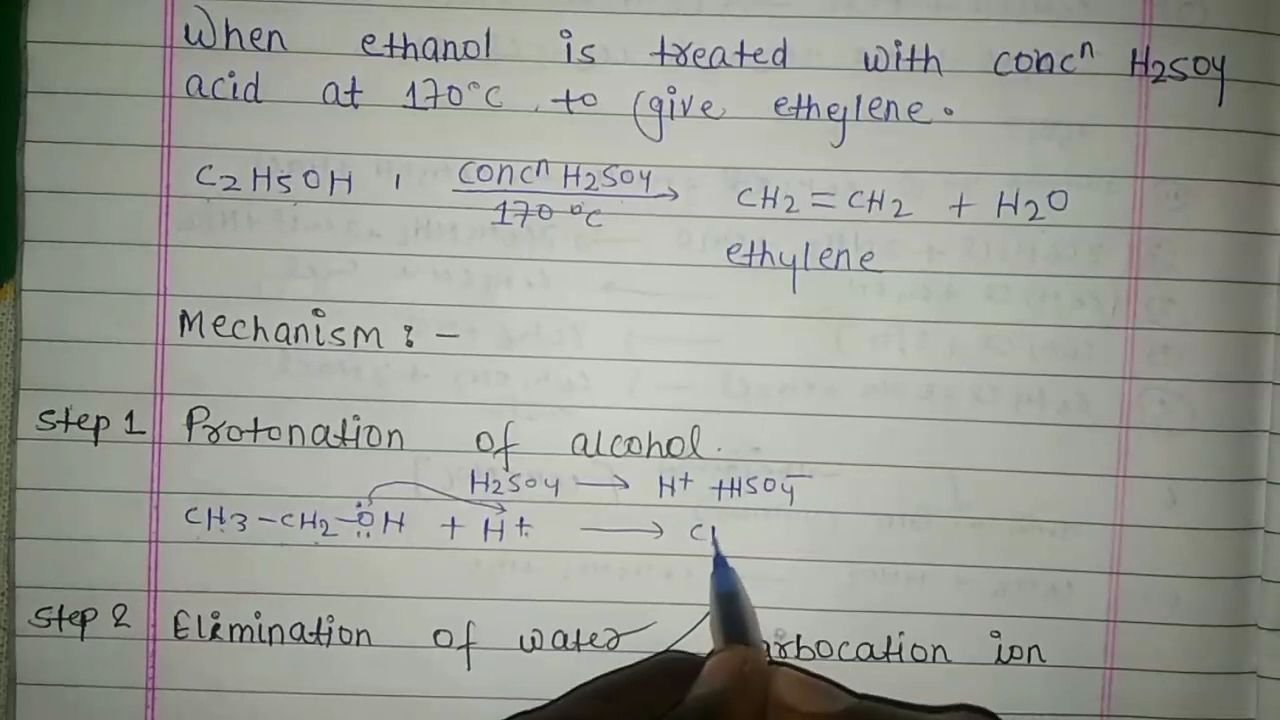 When ethanol is treated with concⁿ H2SO4
acid at 170°C to give ethylene.
C2H5OH , concⁿ H2SO4 → CH2=CH2 + H2O
170°C
ethylene
Mechanism :-
Step 1 Protonation of alcohol.
H2SO4 → H+ + HSO4⁻
CH3-CH2-ÖH + H+ → C
Step 2 Elimination of water / carbocation ion